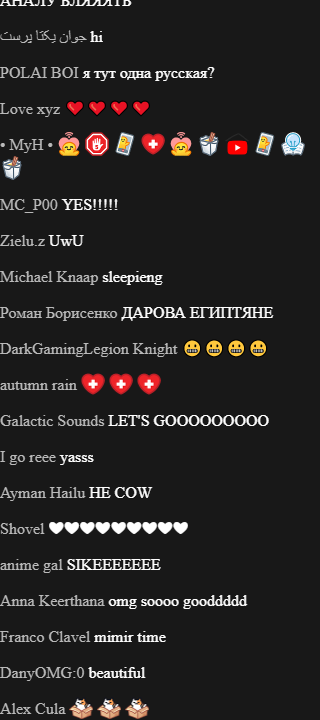 АНАЛУ ВЛЯЯЯТЬ
جوان یکتا پرست hi
POLAI BOI я тут одна русская?
Love xyz
• MyH •
MC_P00 YES!!!!!
Zielu.z UwU
Michael Knaap sleepieng
Роман Борисенко ДАРОВА ЕГИПТЯНЕ
DarkGamingLegion Knight
autumn rain
Galactic Sounds LET'S GOOOOOOOOO
I go reee yasss
Ayman Hailu HE COW
Shovel
anime gal SIKEEEEEEE
Anna Keerthana omg soooo gooddddd
Franco Clavel mimir time
DanyOMG:0 beautiful
Alex Cula